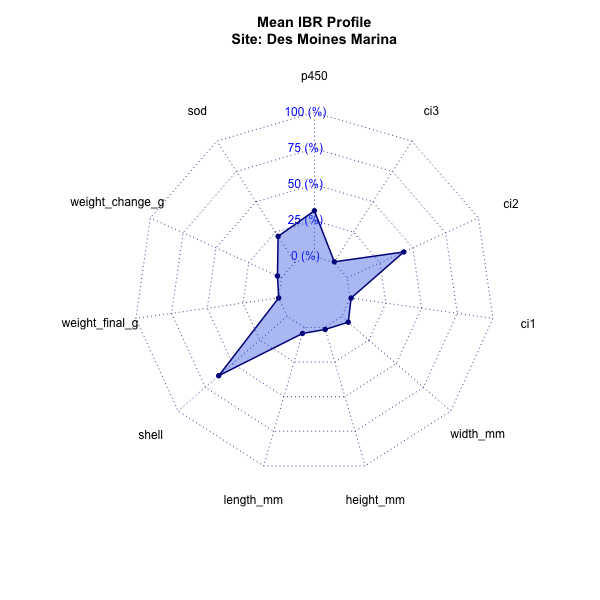 Mean IBR Profile
Site: Des Moines Marina
p450
sod
100 (%)
ci3
75 (%)
50 (%)
weight_change_g
ci2
25 (%)
0 (%)
weight_final_g
ci1
shell
width_mm
length_mm
height_mm